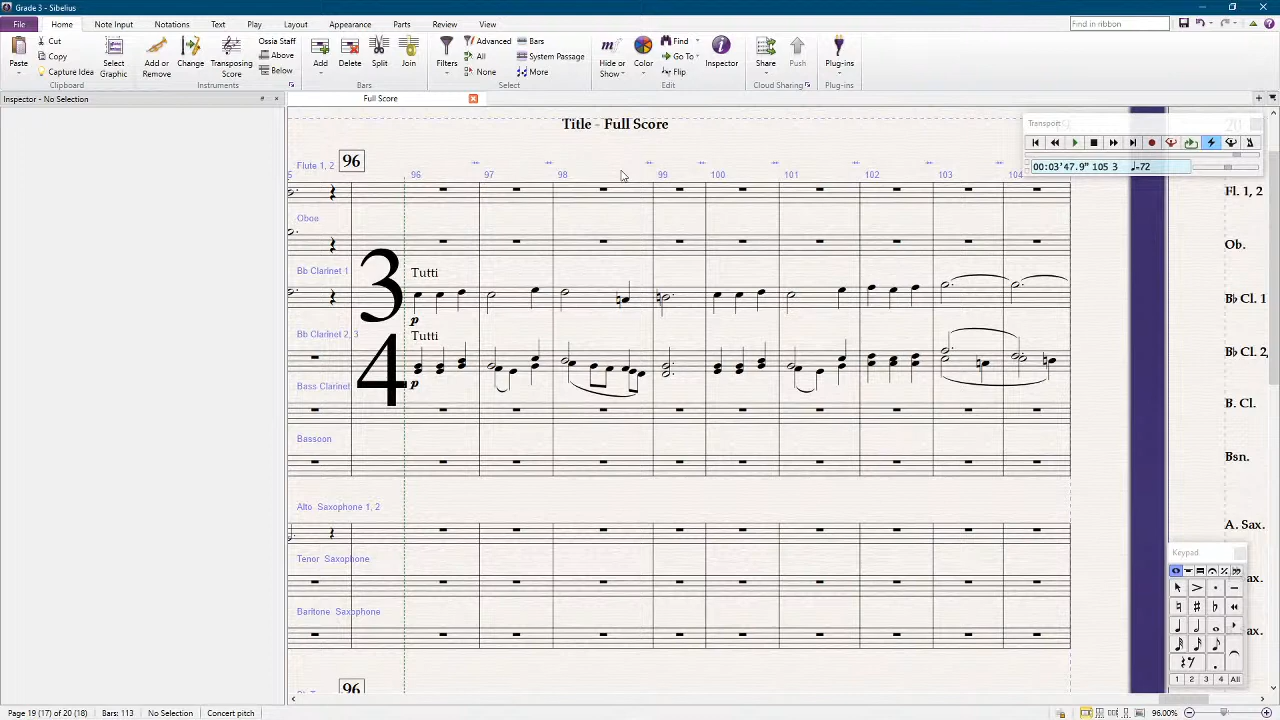 Grade 3 - Sibelius
File Home Note Input Notations Text Play Layout Appearance Parts Review View Find in ribbon
Paste Cut Copy Capture Idea Select Graphic Add or Remove Change Transposing Score Ossia Staff Above Below Add Delete Split Join Filters Advanced All None Bars System Passage More Hide or Show Color Find Go To Flip Inspector Share Push Plug-ins
Instruments Bars Select Edit Cloud Sharing Plug-ins
Inspector - No Selection Full Score
Title - Full Score
Transport
00:03'47.9" 105 3 ♩=72
Flute 1, 2 96
96 97 98 99 100 101 102 103 104
Fl. 1, 2
Oboe
Ob.
Bb Clarinet 1 Tutti
3
4
B♭ Cl. 1
p
Bb Clarinet 2, 3 Tutti
B♭ Cl. 2,
p
Bass Clarinet
B. Cl.
Bassoon
Bsn.
Alto Saxophone 1, 2
A. Sax.
Tenor Saxophone
Baritone Saxophone
Keypad
1 2 3 4 All
96
Page 19 (17) of 20 (18) Bars: 113 No Selection Concert pitch 96.00%